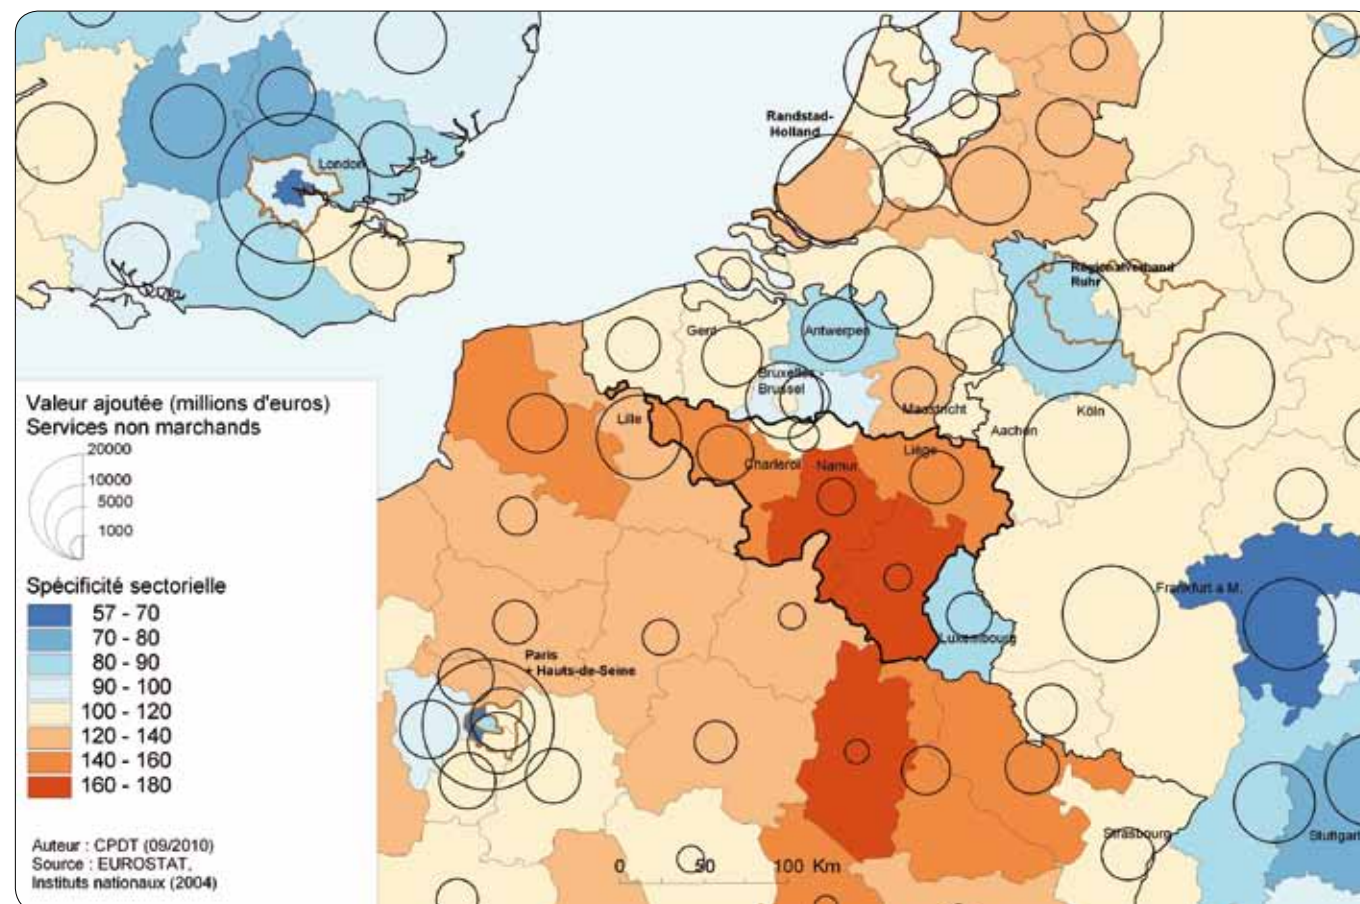 London
Randstad-
Holland
Régionalverband
Ruhr
Gent
Antwerpen
Bruxelles -
Brussel
Maastricht
Köln
Aachen
Lille
Charleroi
Namur
Liège
Frankfurt a M.
Luxembourg
Paris
+ Hauts-de-Seine
Strasbourg
Stuttgart
Valeur ajoutée (millions d'euros)
Services non marchands
20000
10000
5000
1000
Spécificité sectorielle
57 - 70
70 - 80
80 - 90
90 - 100
100 - 120
120 - 140
140 - 160
160 - 180
Auteur : CPDT (09/2010)
Source : EUROSTAT,
Instituts nationaux (2004)
0 50 100 Km